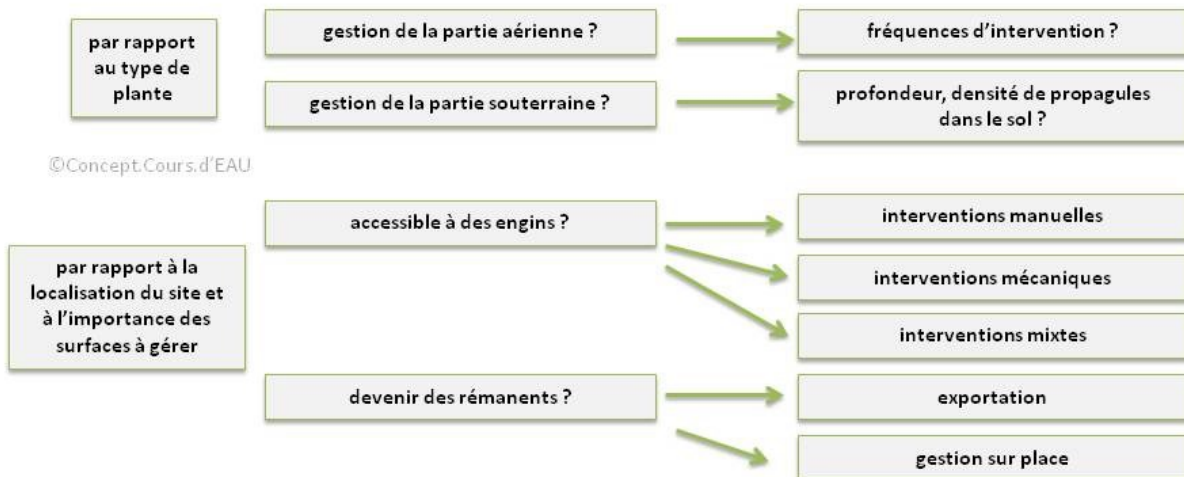 par rapport
au type de
plante
gestion de la partie aérienne ?
fréquences d'intervention ?
gestion de la partie souterraine ?
profondeur, densité de propagules
dans le sol ?
©Concept.Cours.d'EAU
par rapport à la
localisation du site et
à l'importance des
surfaces à gérer
accessible à des engins ?
interventions manuelles
interventions mécaniques
interventions mixtes
devenir des rémanents ?
exportation
gestion sur place